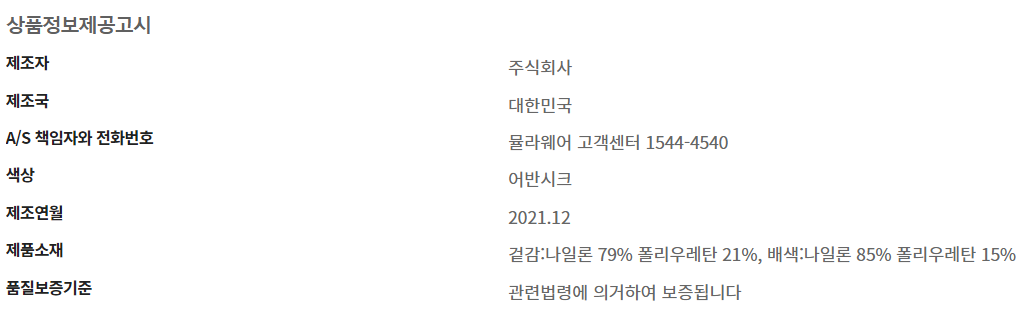 상품정보제공고시
제조자 주식회사
제조국 대한민국
A/S 책임자와 전화번호 뮬라웨어 고객센터 1544-4540
색상 어반시크
제조연월 2021.12
제품소재 겉감:나일론 79% 폴리우레탄 21%, 배색:나일론 85% 폴리우레탄 15%
품질보증기준 관련법령에 의거하여 보증됩니다